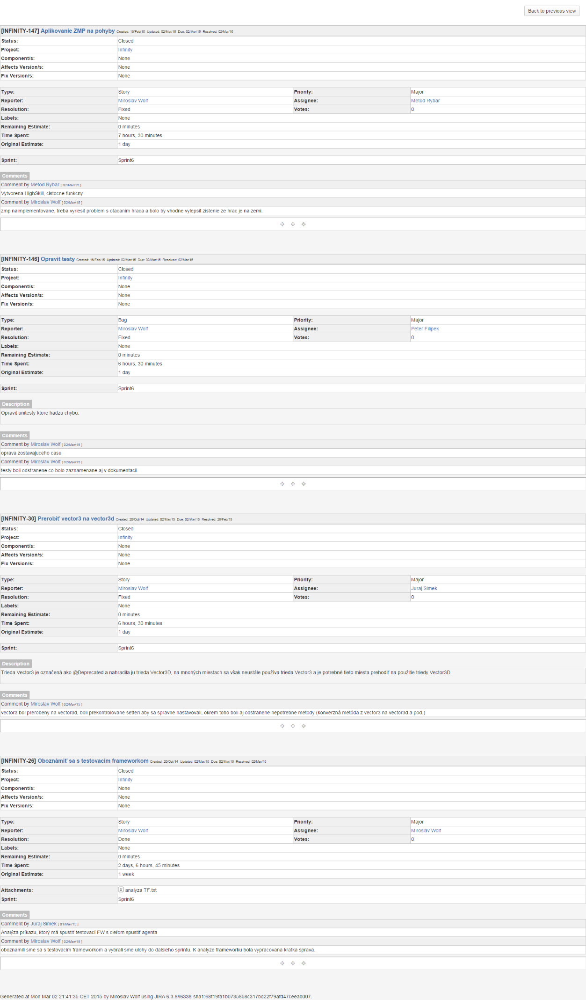 Back to previous view
[INFINITY-147] Aplikovanie ZMP na pohyby Created: 16/Feb/15 Updated: 02/Mar/15 Due: 02/Mar/15 Resolved: 02/Mar/15
Status: Closed
Project: Infinity
Component/s: None
Affects Version/s: None
Fix Version/s: None
Type: Story Priority: Major
Reporter: Miroslav Wolf Assignee: Metod Rybar
Resolution: Fixed Votes: 0
Labels: None
Remaining Estimate: 0 minutes
Time Spent: 7 hours, 30 minutes
Original Estimate: 1 day
Sprint: Sprint6
Comments
Comment by Metod Rybar [ 02/Mar/15 ]
Vytvorena HighSkill, cistocne funkcny
Comment by Miroslav Wolf [ 02/Mar/15 ]
zmp naimplementovane, treba vyriesit problem s otacanim hraca a bolo by vhodne vylepsit zistenie ze hrac je na zemi.
[INFINITY-146] Opravit testy Created: 16/Feb/15 Updated: 02/Mar/15 Due: 02/Mar/15 Resolved: 02/Mar/15
Status: Closed
Project: Infinity
Component/s: None
Affects Version/s: None
Fix Version/s: None
Type: Bug Priority: Major
Reporter: Miroslav Wolf Assignee: Peter Filipek
Resolution: Fixed Votes: 0
Labels: None
Remaining Estimate: 0 minutes
Time Spent: 6 hours, 30 minutes
Original Estimate: 1 day
Sprint: Sprint6
Description
Opravit unitesty ktore hadzu chybu.
Comments
Comment by Miroslav Wolf [ 02/Mar/15 ]
oprava zostavajuceho casu
Comment by Miroslav Wolf [ 02/Mar/15 ]
testy boli odstranene co bolo zaznamenane aj v dokumentacii.
[INFINITY-30] Prerobiť vector3 na vector3d Created: 20/Oct/14 Updated: 02/Mar/15 Due: 02/Mar/15 Resolved: 28/Feb/15
Status: Closed
Project: Infinity
Component/s: None
Affects Version/s: None
Fix Version/s: None
Type: Story Priority: Major
Reporter: Miroslav Wolf Assignee: Juraj Simek
Resolution: Fixed Votes: 0
Labels: None
Remaining Estimate: 0 minutes
Time Spent: 6 hours, 30 minutes
Original Estimate: 1 day
Sprint: Sprint6
Description
Trieda Vector3 je označená ako @Deprecated a nahradila ju trieda Vector3D, na mnohých miestach sa však neustále používa trieda Vector3 a je potrebné tieto miesta prehodiť na použitie triedy Vector3D.
Comments
Comment by Miroslav Wolf [ 02/Mar/15 ]
vector3 bol prerobeny na vector3d, boli prekontrolovane setteri aby sa spravne nastavovali, okrem toho boli aj odstranene nepotrebne metody (konverzná metóda z vector3 na vector3d a pod.)
[INFINITY-26] Oboznámiť sa s testovacím frameworkom Created: 20/Oct/14 Updated: 02/Mar/15 Due: 02/Mar/15 Resolved: 02/Mar/15
Status: Closed
Project: Infinity
Component/s: None
Affects Version/s: None
Fix Version/s: None
Type: Story Priority: Major
Reporter: Miroslav Wolf Assignee: Miroslav Wolf
Resolution: Done Votes: 0
Labels: None
Remaining Estimate: 0 minutes
Time Spent: 2 days, 6 hours, 45 minutes
Original Estimate: 1 week
Attachments: analyza TF.txt
Sprint: Sprint6
Comments
Comment by Juraj Simek [ 01/Mar/15 ]
Analýza príkazu, ktorý má spustiť testovací FW s cieľom spustiť agenta
Comment by Miroslav Wolf [ 02/Mar/15 ]
oboznamili sme sa s testovacim frameworkom a vybrali sme ulohy do dalsieho sprintu. K analyze frameworku bola vypracovana kratka sprava.
Generated at Mon Mar 02 21:41:35 CET 2015 by Miroslav Wolf using JIRA 6.3.8#6338-sha1:68f19fa1b0735858c317bd22f79afd47ceeab007.